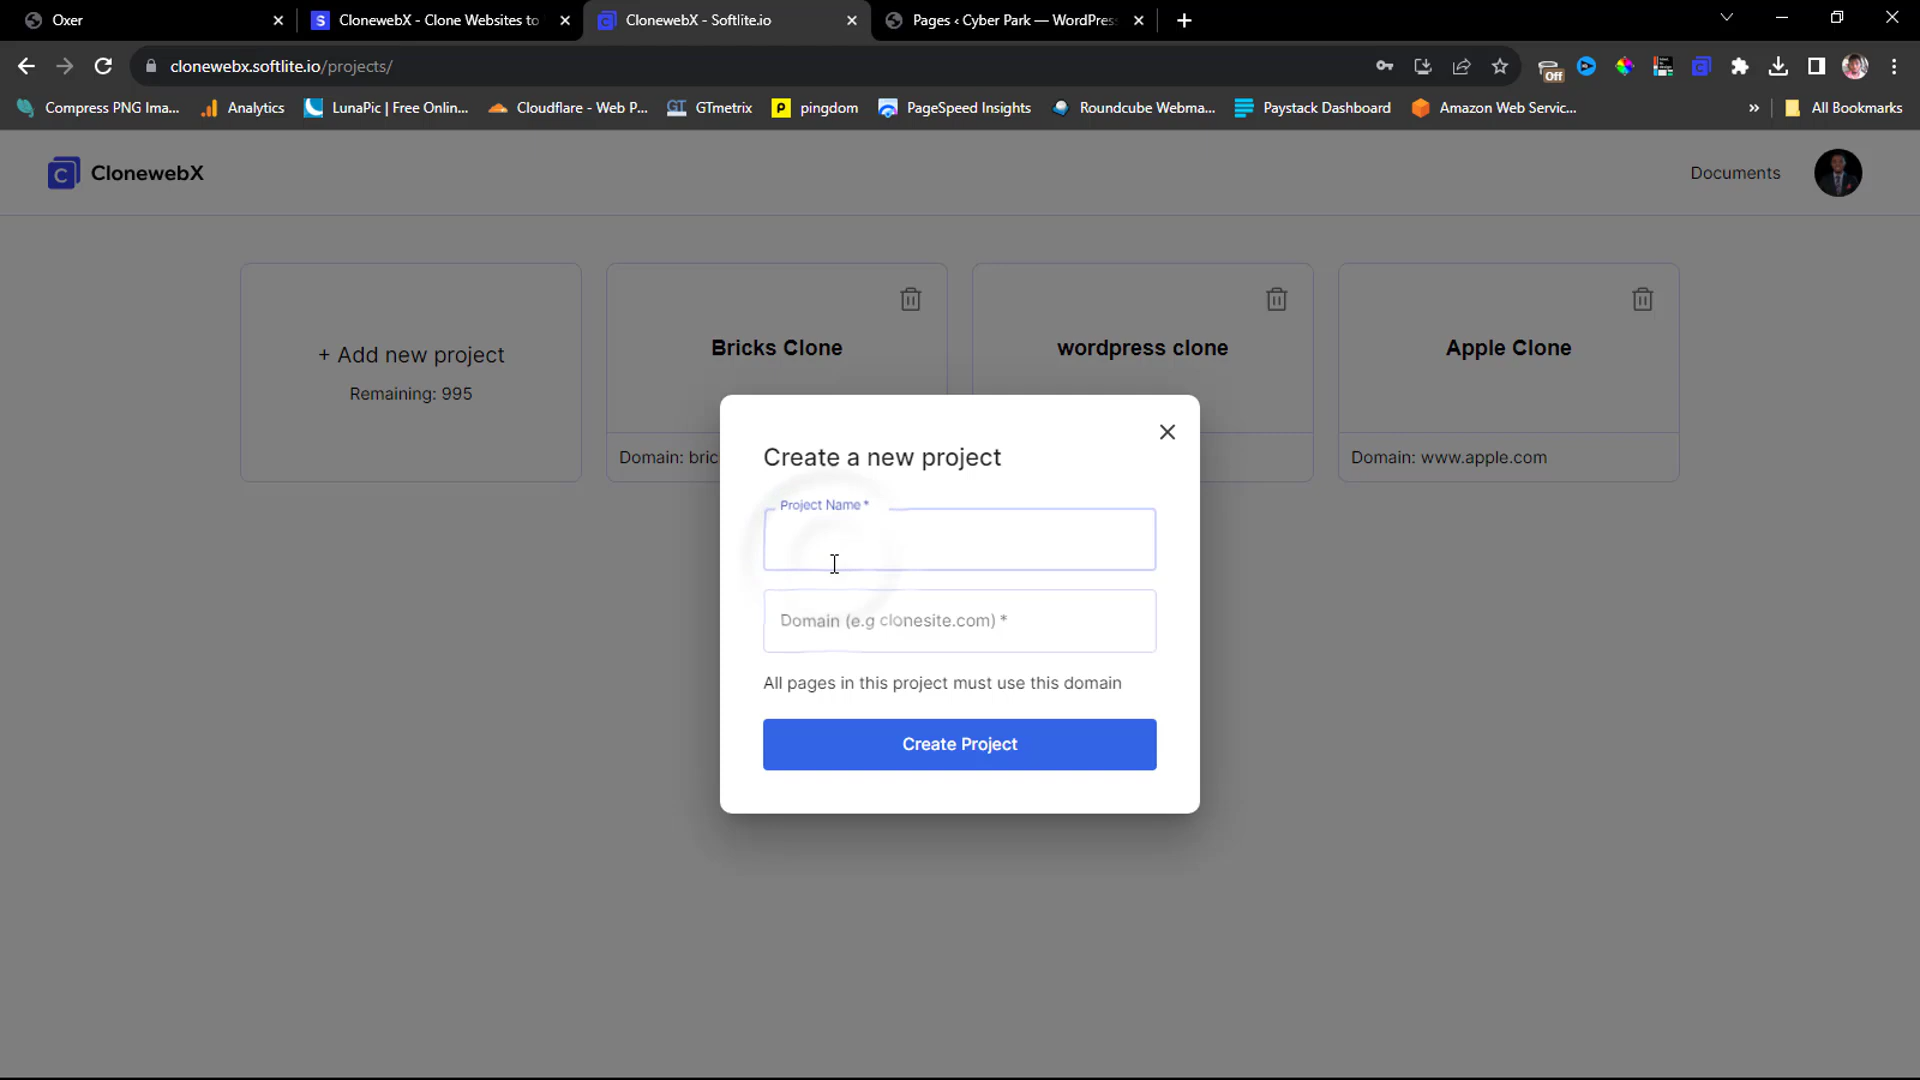 Oxer
ClonewebX - Clone Websites to
ClonewebX - Softlite.io
Pages ‹ Cyber Park — WordPress
clonewebx.softlite.io/projects/
Off
Compress PNG Ima...
Analytics
LunaPic | Free Onlin...
Cloudflare - Web P...
GTmetrix
pingdom
PageSpeed Insights
Roundcube Webma...
Paystack Dashboard
Amazon Web Servic...
»
All Bookmarks
ClonewebX
Documents
+ Add new project
Remaining: 995
Bricks Clone
wordpress clone
Apple Clone
Domain: bric
Domain: www.apple.com
Create a new project
Project Name *
Domain (e.g clonesite.com) *
All pages in this project must use this domain
Create Project